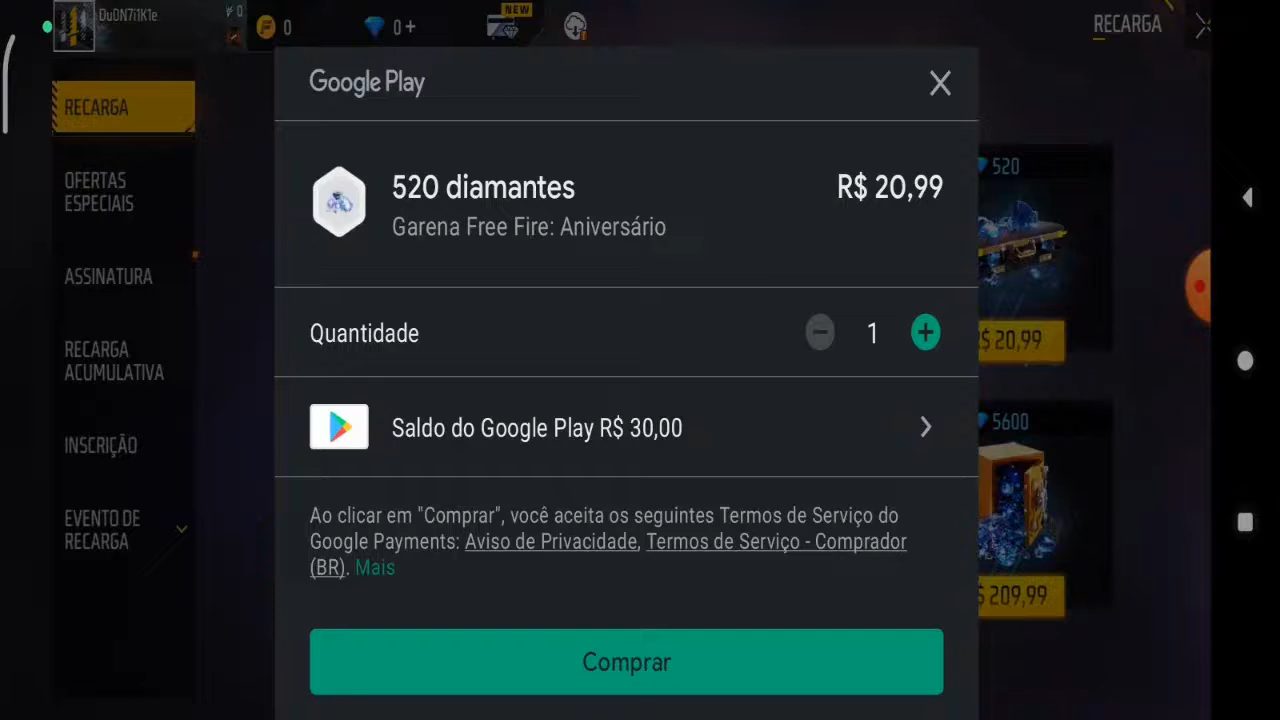 DuDN7i1K1e
0
0
0+
NEW
RECARGA
Google Play
RECARGA
520 diamantes
R$ 20,99
Garena Free Fire: Aniversário
520
OFERTAS
ESPECIAIS
ASSINATURA
Quantidade
1
$ 20,99
RECARGA
ACUMULATIVA
Saldo do Google Play R$ 30,00
5600
INSCRIÇÃO
EVENTO DE
RECARGA
Ao clicar em "Comprar", você aceita os seguintes Termos de Serviço do
Google Payments: Aviso de Privacidade, Termos de Serviço - Comprador
(BR). Mais
$ 209,99
Comprar